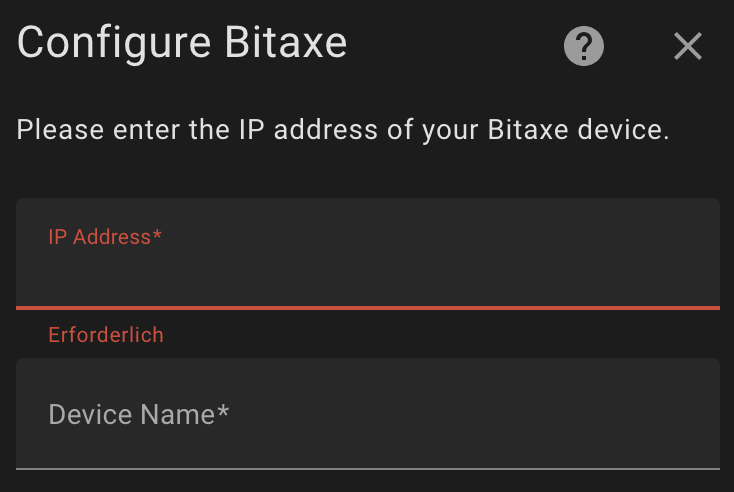 Configure Bitaxe
Please enter the IP address of your Bitaxe device.
IP Address*
Erforderlich
Device Name*